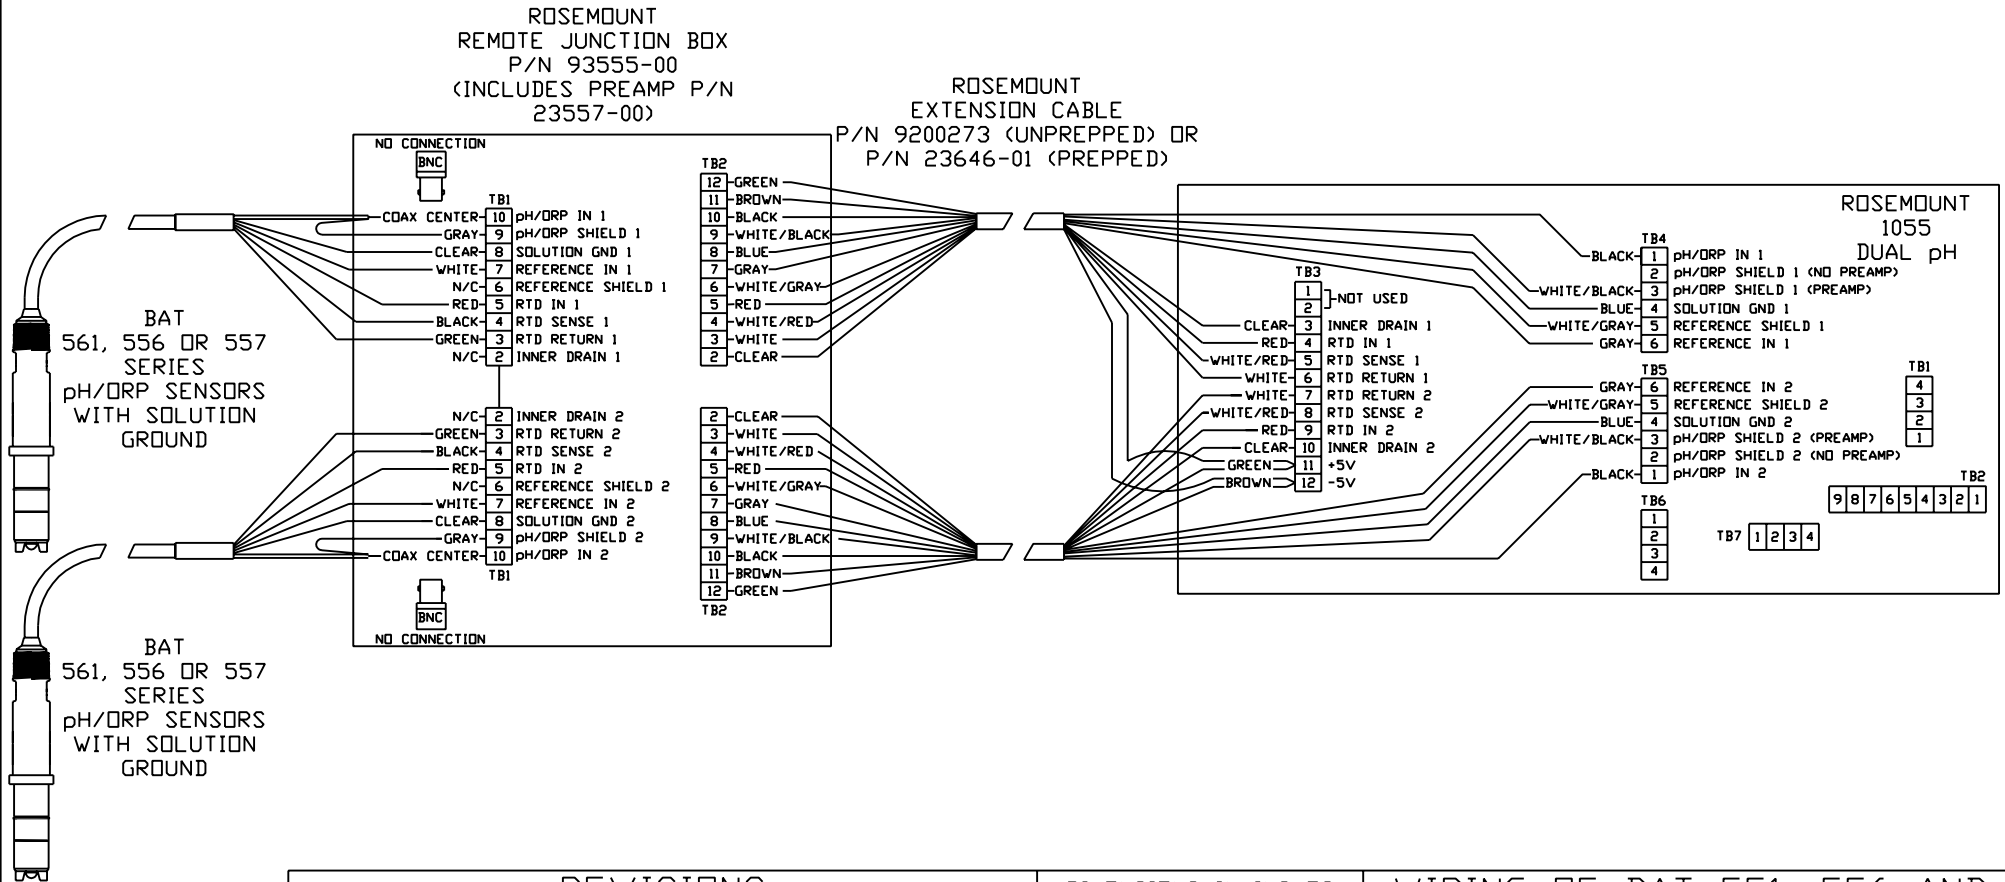 ROSEMOUNT
REMOTE JUNCTION BOX
P/N 93555-00
(INCLUDES PREAMP P/N
23557-00)
ROSEMOUNT
EXTENSION CABLE
P/N 9200273 (UNPREPPED) OR
P/N 23646-01 (PREPPED)
NO CONNECTION
BNC
TB1
COAX CENTER 10 pH/ORP IN 1
GRAY 9 pH/ORP SHIELD 1
CLEAR 8 SOLUTION GND 1
WHITE 7 REFERENCE IN 1
N/C 6 REFERENCE SHIELD 1
RED 5 RTD IN 1
BLACK 4 RTD SENSE 1
GREEN 3 RTD RETURN 1
N/C 2 INNER DRAIN 1
N/C 2 INNER DRAIN 2
GREEN 3 RTD RETURN 2
BLACK 4 RTD SENSE 2
RED 5 RTD IN 2
N/C 6 REFERENCE SHIELD 2
WHITE 7 REFERENCE IN 2
CLEAR 8 SOLUTION GND 2
GRAY 9 pH/ORP SHIELD 2
COAX CENTER 10 pH/ORP IN 2
TB1
BNC
NO CONNECTION
TB2
12 GREEN
11 BROWN
10 BLACK
9 WHITE/BLACK
8 BLUE
7 GRAY
6 WHITE/GRAY
5 RED
4 WHITE/RED
3 WHITE
2 CLEAR
2 CLEAR
3 WHITE
4 WHITE/RED
5 RED
6 WHITE/GRAY
7 GRAY
8 BLUE
9 WHITE/BLACK
10 BLACK
11 BROWN
12 GREEN
TB2
BAT
561, 556 OR 557
SERIES
pH/ORP SENSORS
WITH SOLUTION
GROUND
BAT
561, 556 OR 557
SERIES
pH/ORP SENSORS
WITH SOLUTION
GROUND
ROSEMOUNT
1055
DUAL pH
TB3
1
2
NOT USED
CLEAR 3 INNER DRAIN 1
RED 4 RTD IN 1
WHITE/RED 5 RTD SENSE 1
WHITE 6 RTD RETURN 1
WHITE 7 RTD RETURN 2
WHITE/RED 8 RTD SENSE 2
RED 9 RTD IN 2
CLEAR 10 INNER DRAIN 2
GREEN 11 +5V
BROWN 12 -5V
TB4
BLACK 1 pH/ORP IN 1
2 pH/ORP SHIELD 1 (NO PREAMP)
WHITE/BLACK 3 pH/ORP SHIELD 1 (PREAMP)
BLUE 4 SOLUTION GND 1
WHITE/GRAY 5 REFERENCE SHIELD 1
GRAY 6 REFERENCE IN 1
TB5
GRAY 6 REFERENCE IN 2
WHITE/GRAY 5 REFERENCE SHIELD 2
BLUE 4 SOLUTION GND 2
WHITE/BLACK 3 pH/ORP SHIELD 2 (PREAMP)
2 pH/ORP SHIELD 2 (NO PREAMP)
BLACK 1 pH/ORP IN 2
TB1
4
3
2
1
TB2
9 8 7 6 5 4 3 2 1
TB6
1
2
3
4
TB7 1 2 3 4
REVISIONS
WIRING OF BAT 561, 556 AND